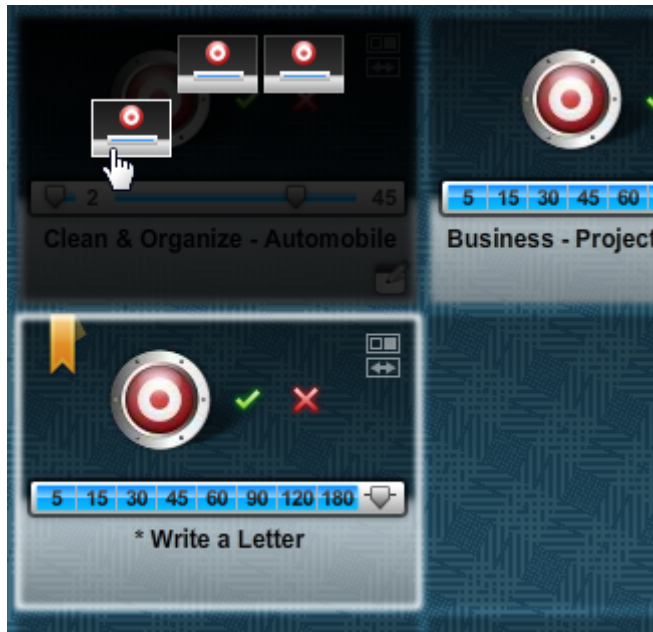 2 45
Clean & Organize - Automobile
5 15 30 45 60
Business - Project
5 15 30 45 60 90 120 180
* Write a Letter